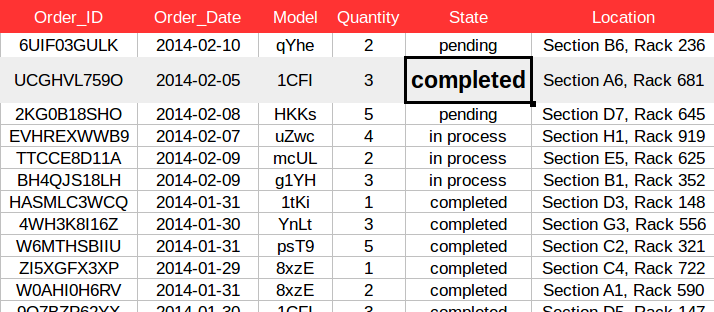 Order_ID Order_Date Model Quantity State Location
6UIF03GULK 2014-02-10 qYhe 2 pending Section B6, Rack 236
UCGHVL759O 2014-02-05 1CFI 3 completed Section A6, Rack 681
2KG0B18SHO 2014-02-08 HKKs 5 pending Section D7, Rack 645
EVHREXWWB9 2014-02-07 uZwc 4 in process Section H1, Rack 919
TTCCE8D11A 2014-02-09 mcUL 2 in process Section E5, Rack 625
BH4QJS18LH 2014-02-09 g1YH 3 in process Section B1, Rack 352
HASMLC3WCQ 2014-01-31 1tKi 1 completed Section D3, Rack 148
4WH3K8I16Z 2014-01-30 YnLt 3 completed Section G3, Rack 556
W6MTHSBIIU 2014-01-31 psT9 5 completed Section C2, Rack 321
ZI5XGFX3XP 2014-01-29 8xzE 1 completed Section C4, Rack 722
W0AHI0H6RV 2014-01-31 8xzE 2 completed Section A1, Rack 590
2014-01-30 1CFI 3 completed Section D5, Rack 147